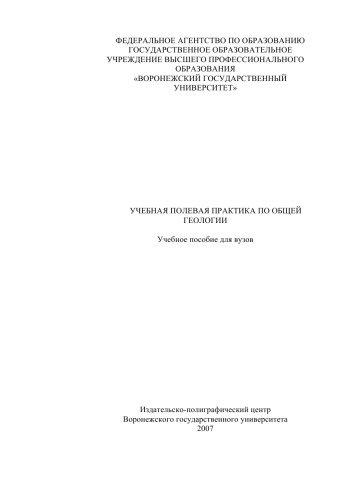 ФЕДЕРАЛЬНОЕ АГЕНТСТВО ПО ОБРАЗОВАНИЮ
ГОСУДАРСТВЕННОЕ ОБРАЗОВАТЕЛЬНОЕ
УЧРЕЖДЕНИЕ ВЫСШЕГО ПРОФЕССИОНАЛЬНОГО
ОБРАЗОВАНИЯ
«ВОРОНЕЖСКИЙ ГОСУДАРСТВЕННЫЙ
УНИВЕРСИТЕТ»
УЧЕБНАЯ ПОЛЕВАЯ ПРАКТИКА ПО ОБЩЕЙ
ГЕОЛОГИИ
Учебное пособие для вузов
Издательско-полиграфический центр
Воронежского государственного университета
2007